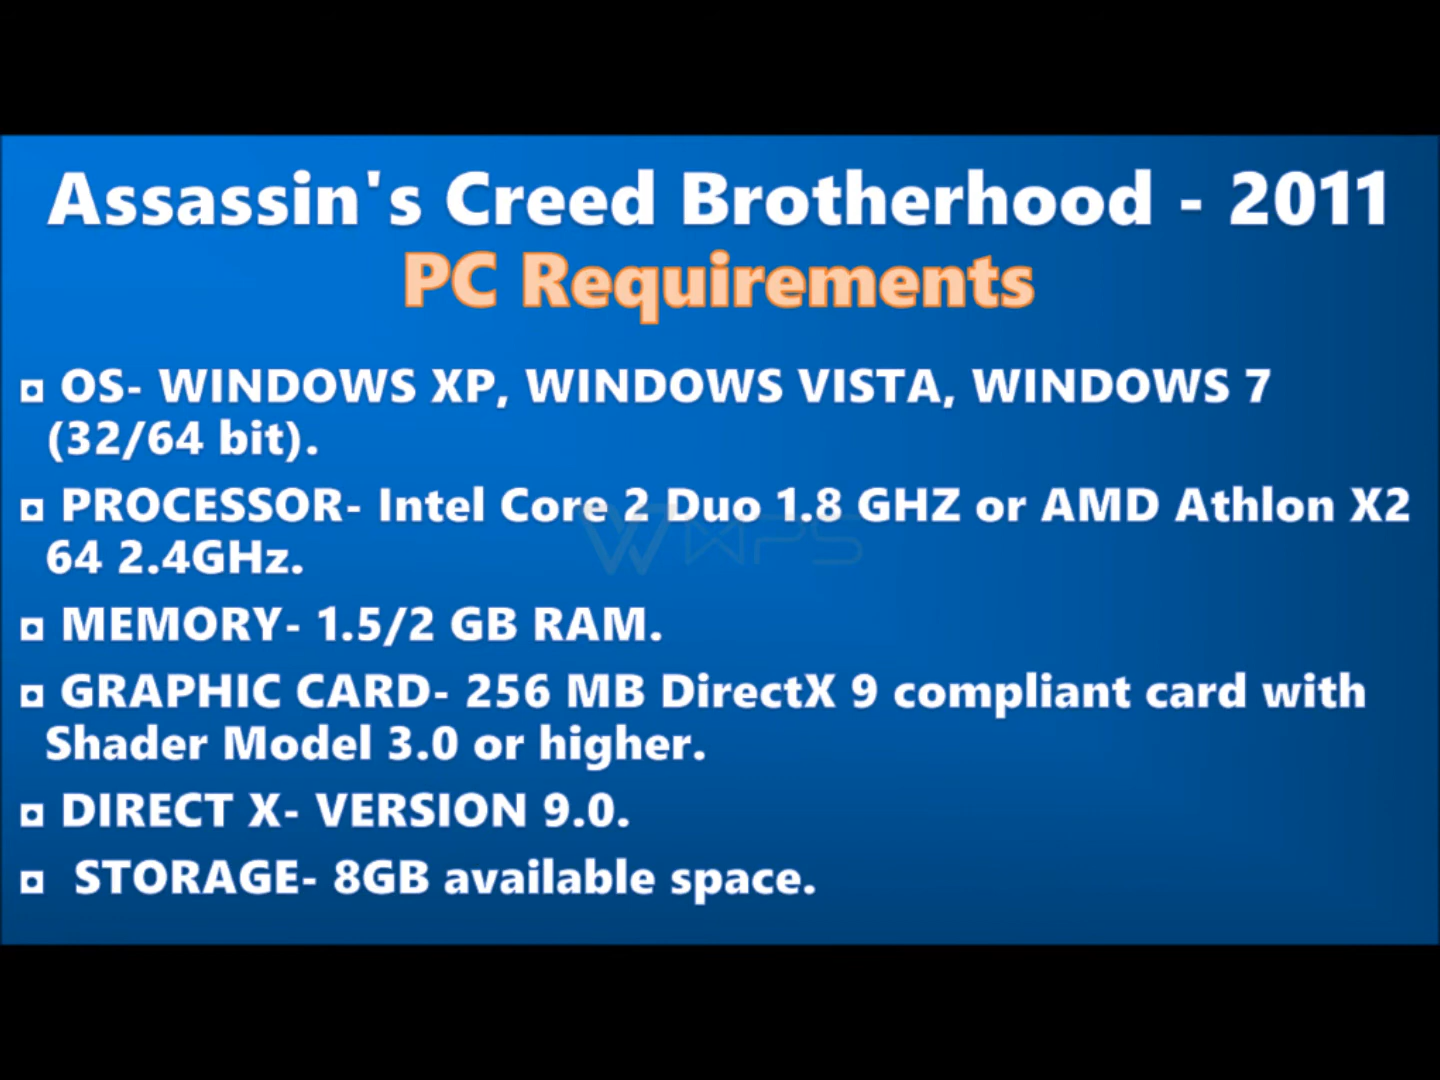 Assassin's Creed Brotherhood - 2011
PC Requirements
OS- WINDOWS XP, WINDOWS VISTA, WINDOWS 7
(32/64 bit).
PROCESSOR- Intel Core 2 Duo 1.8 GHZ or AMD Athlon X2
64 2.4GHz.
WPS
MEMORY- 1.5/2 GB RAM.
GRAPHIC CARD- 256 MB DirectX 9 compliant card with
Shader Model 3.0 or higher.
DIRECT X- VERSION 9.0.
STORAGE- 8GB available space.